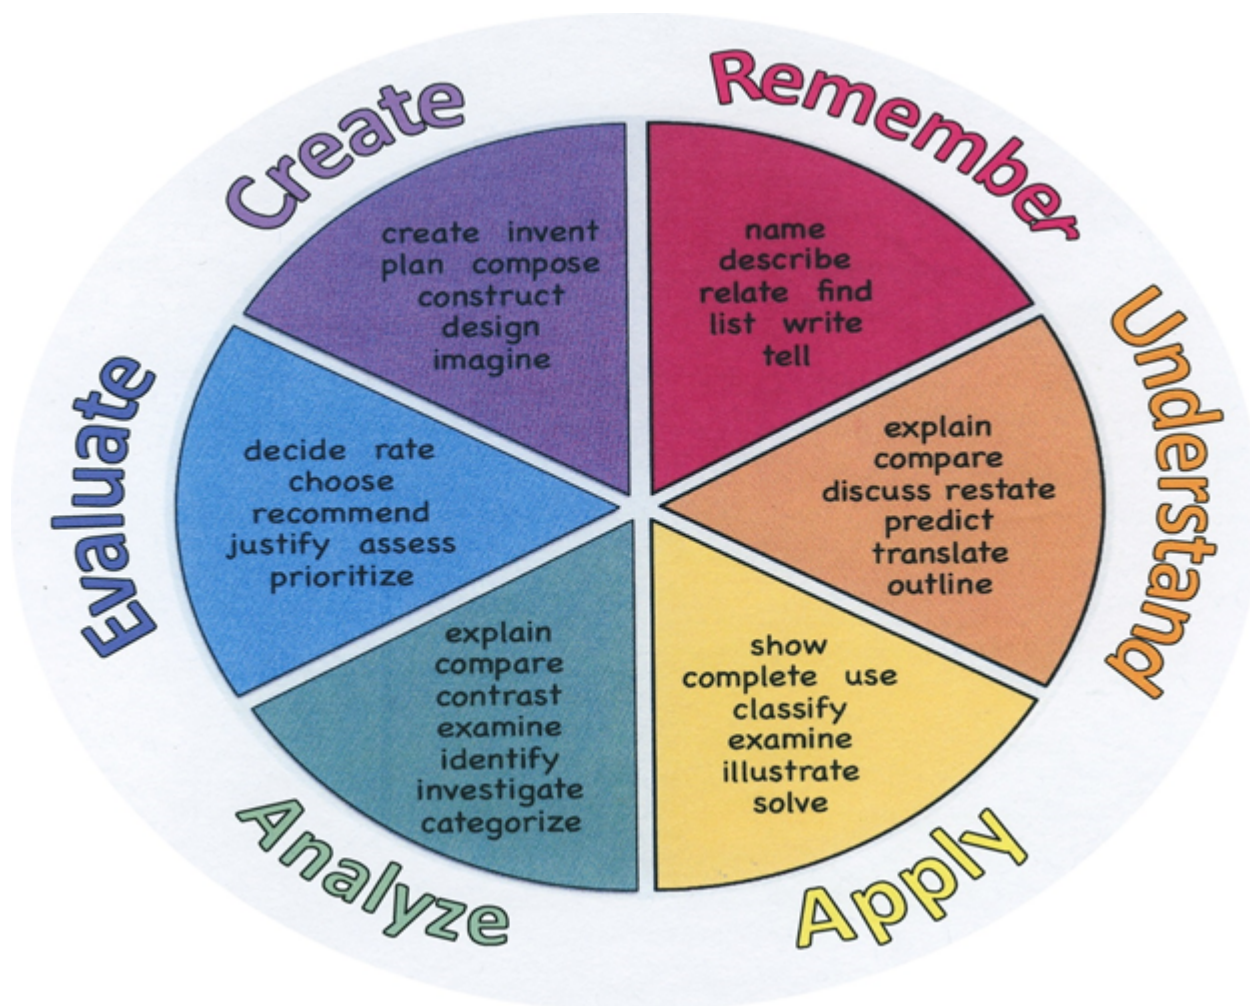 Remember
name
describe
relate find
list write
tell
Understand
explain
compare
discuss restate
predict
translate
outline
Apply
show
complete use
classify
examine
illustrate
solve
Analyze
explain
compare
contrast
examine
identify
investigate
categorize
Evaluate
decide rate
choose
recommend
justify assess
prioritize
Create
create invent
plan compose
construct
design
imagine